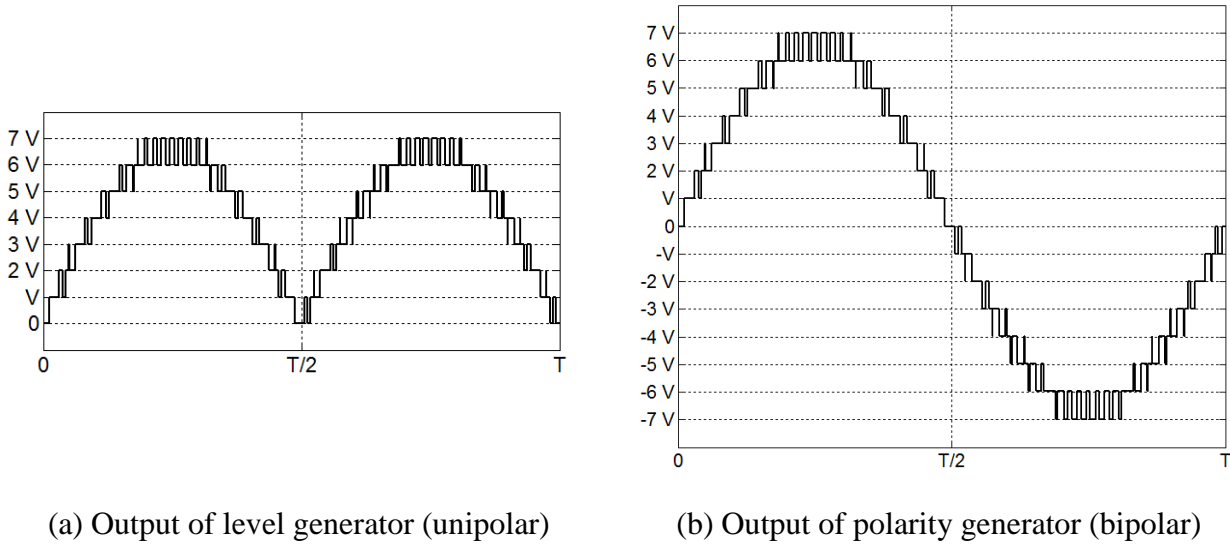 7 V
6 V
5 V
4 V
3 V
2 V
V
0
0 T/2 T
(a) Output of level generator (unipolar)
7 V
6 V
5 V
4 V
3 V
2 V
V
0
-V
-2 V
-3 V
-4 V
-5 V
-6 V
-7 V
0 T/2 T
(b) Output of polarity generator (bipolar)